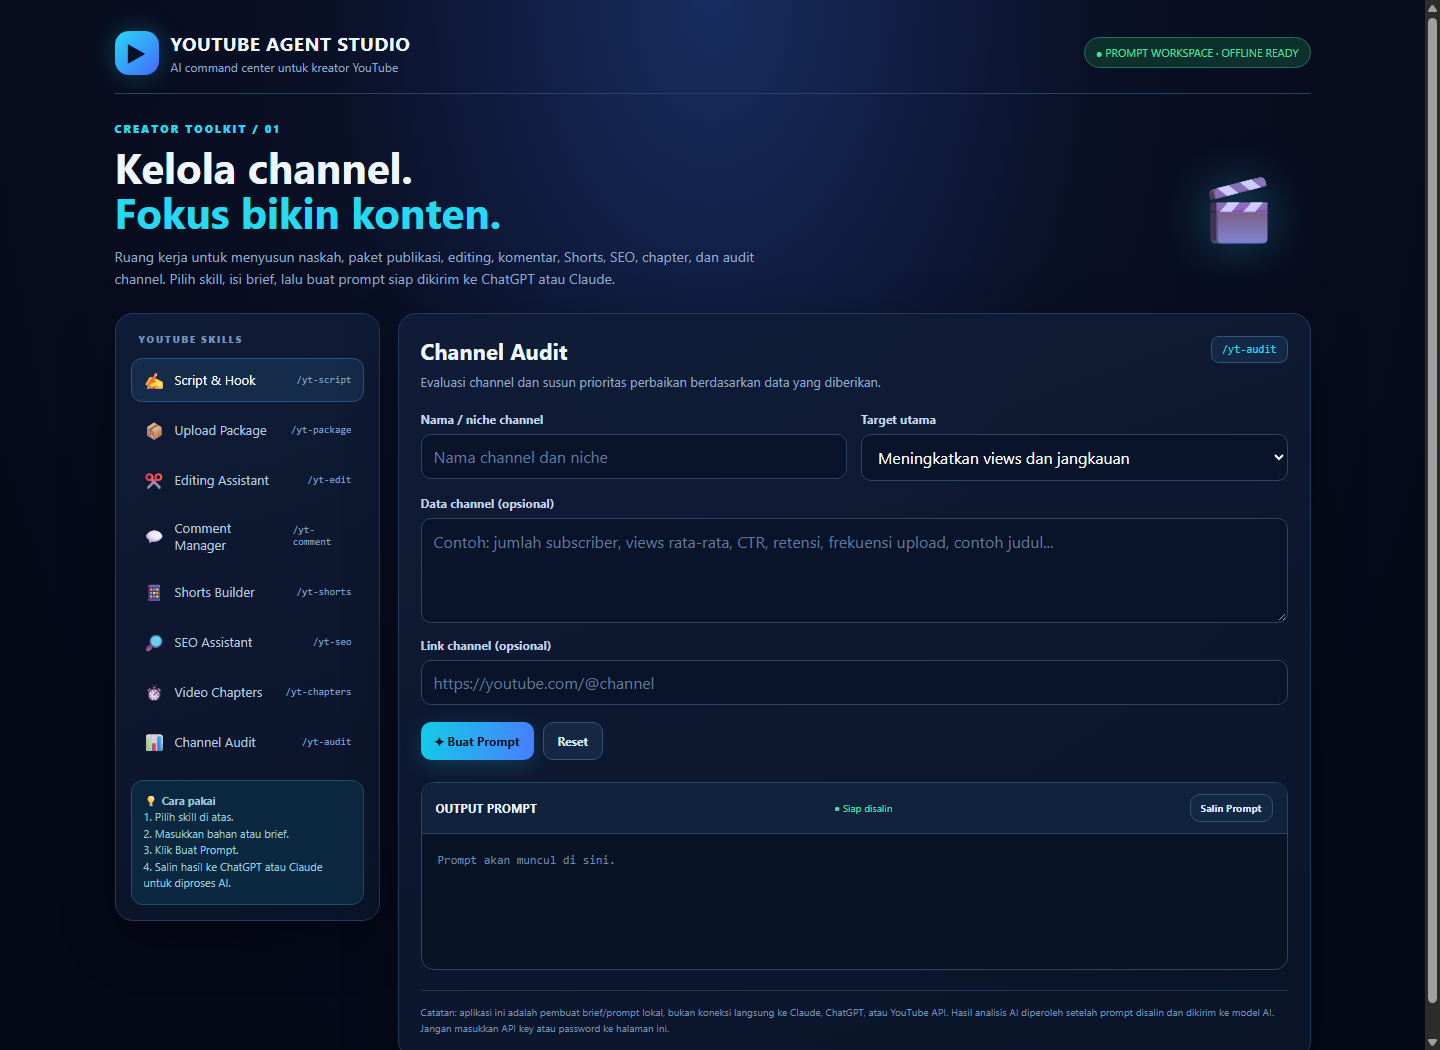 YOUTUBE AGENT STUDIO
AI command center untuk kreator YouTube
● PROMPT WORKSPACE · OFFLINE READY
CREATOR TOOLKIT / 01
Kelola channel.
Fokus bikin konten.
Ruang kerja untuk menyusun naskah, paket publikasi, editing, komentar, Shorts, SEO, chapter, dan audit
channel. Pilih skill, isi brief, lalu buat prompt siap dikirim ke ChatGPT atau Claude.
YOUTUBE SKILLS
Script & Hook /yt-script
Upload Package /yt-package
Editing Assistant /yt-edit
Comment
Manager
/yt-
comment
Shorts Builder /yt-shorts
SEO Assistant /yt-seo
Video Chapters /yt-chapters
Channel Audit /yt-audit
Cara pakai
1. Pilih skill di atas.
2. Masukkan bahan atau brief.
3. Klik Buat Prompt.
4. Salin hasil ke ChatGPT atau Claude
untuk diproses AI.
Channel Audit
/yt-audit
Evaluasi channel dan susun prioritas perbaikan berdasarkan data yang diberikan.
Nama / niche channel
Nama channel dan niche
Target utama
Meningkatkan views dan jangkauan
Data channel (opsional)
Contoh: jumlah subscriber, views rata-rata, CTR, retensi, frekuensi upload, contoh judul...
Link channel (opsional)
https://youtube.com/@channel
✦ Buat Prompt
Reset
OUTPUT PROMPT
● Siap disalin
Salin Prompt
Prompt akan muncul di sini.
Catatan: aplikasi ini adalah pembuat brief/prompt lokal, bukan koneksi langsung ke Claude, ChatGPT, atau YouTube API. Hasil analisis AI diperoleh setelah prompt disalin dan dikirim ke model AI.
Jangan masukkan API key atau password ke halaman ini.